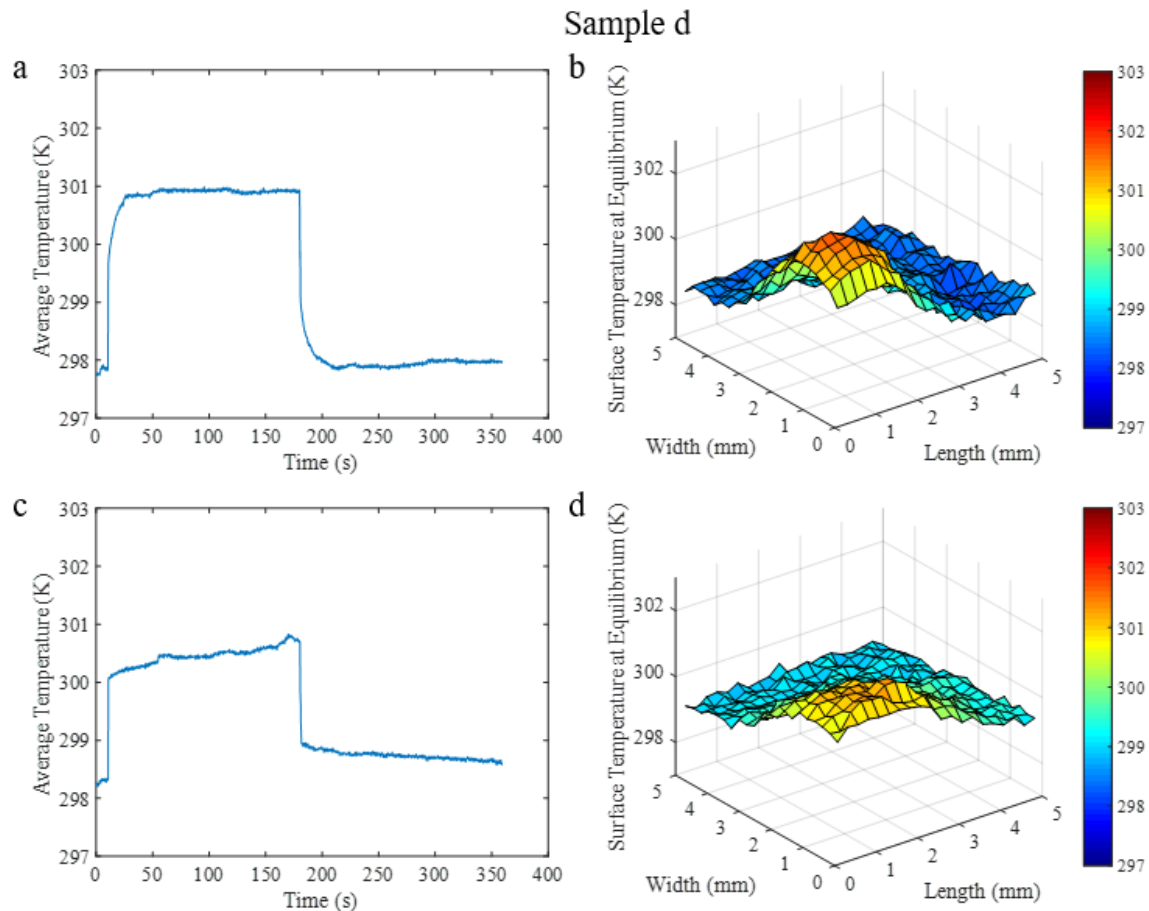 Sample d
a
303
302
301
300
299
298
297
0 50 100 150 200 250 300 350 400
Average Temperature (K)
Time (s)
b
302
300
298
5 4 3 2 1 0
0 1 2 3 4 5
Surface Temperature at Equilibrium (K)
Width (mm)
Length (mm)
303
302
301
300
299
298
297
c
303
302
301
300
299
298
297
0 50 100 150 200 250 300 350 400
Average Temperature (K)
Time (s)
d
302
300
298
5 4 3 2 1 0
0 1 2 3 4 5
Surface Temperature at Equilibrium (K)
Width (mm)
Length (mm)
303
302
301
300
299
298
297